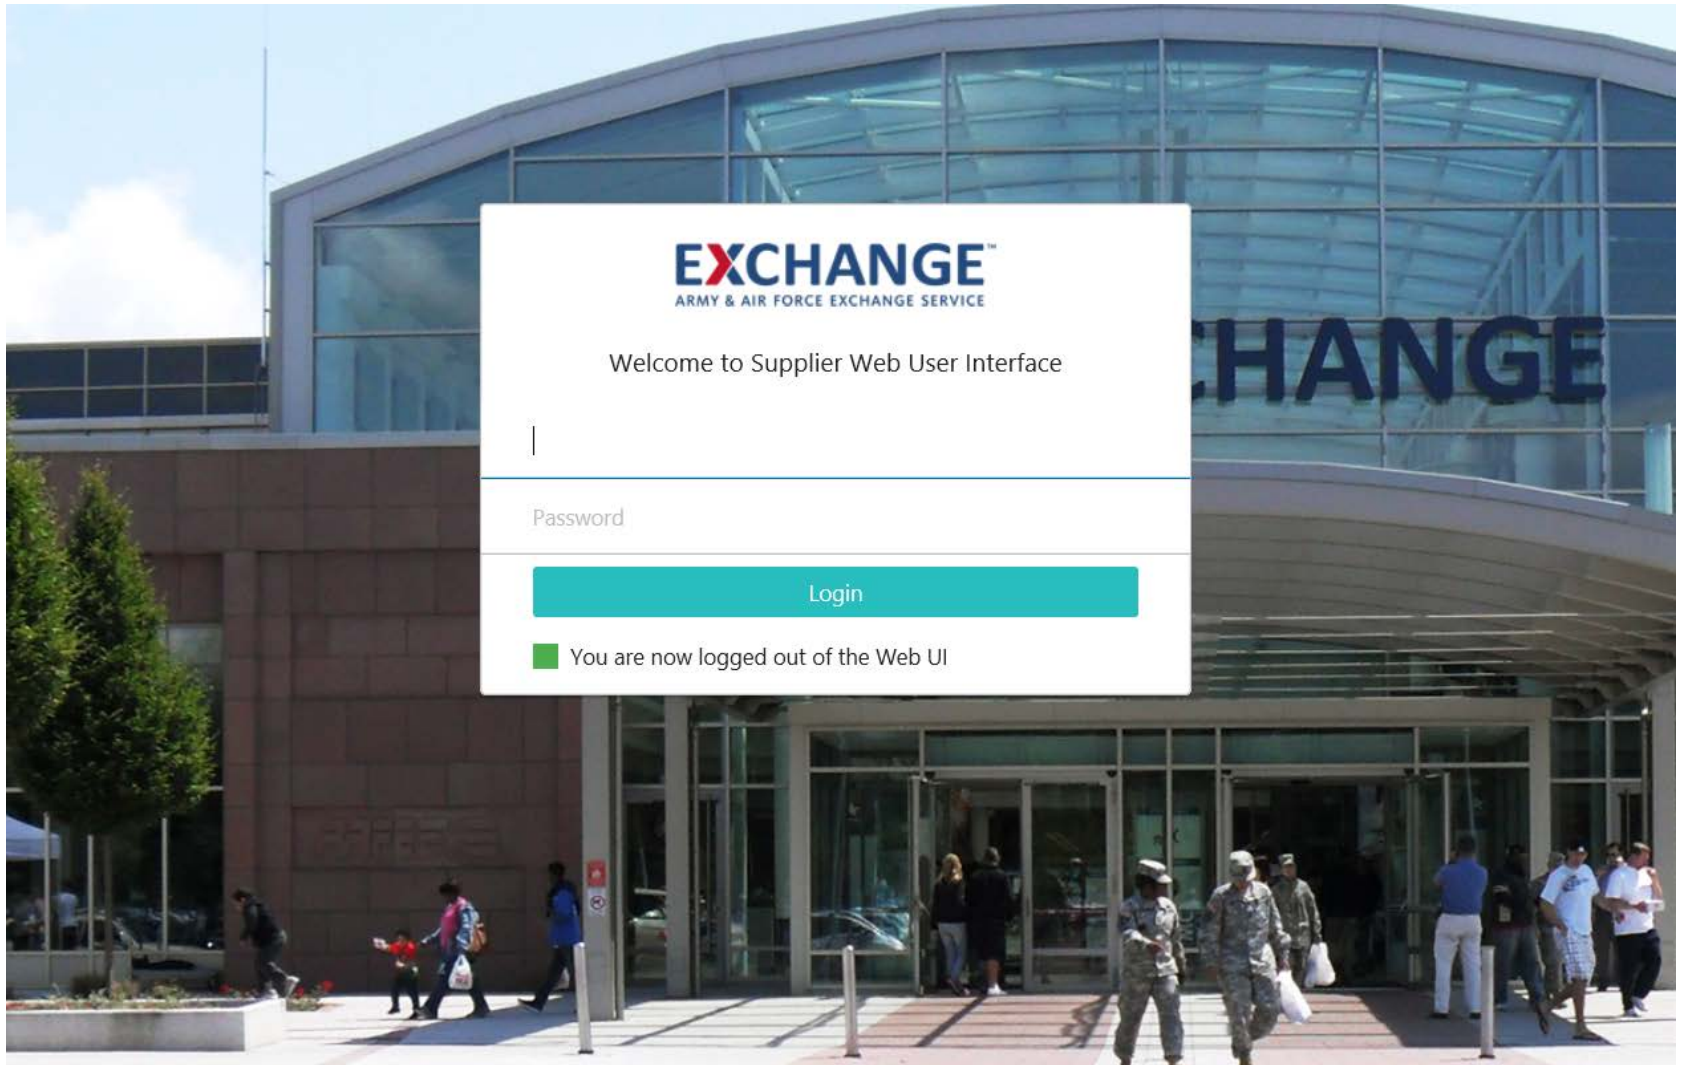 EXCHANGE™
ARMY & AIR FORCE EXCHANGE SERVICE
Welcome to Supplier Web User Interface
HANGE
Password
Login
You are now logged out of the Web UI